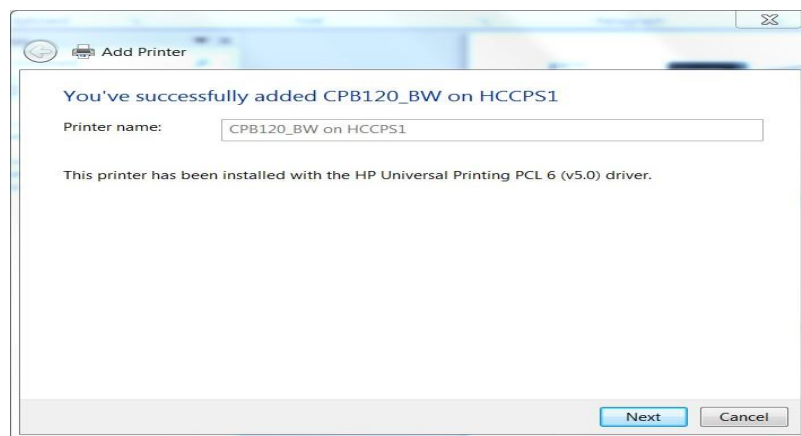 Add Printer
You've successfully added CPB120_BW on HCCPS1
Printer name: CPB120_BW on HCCPS1
This printer has been installed with the HP Universal Printing PCL 6 (v5.0) driver.
Next Cancel